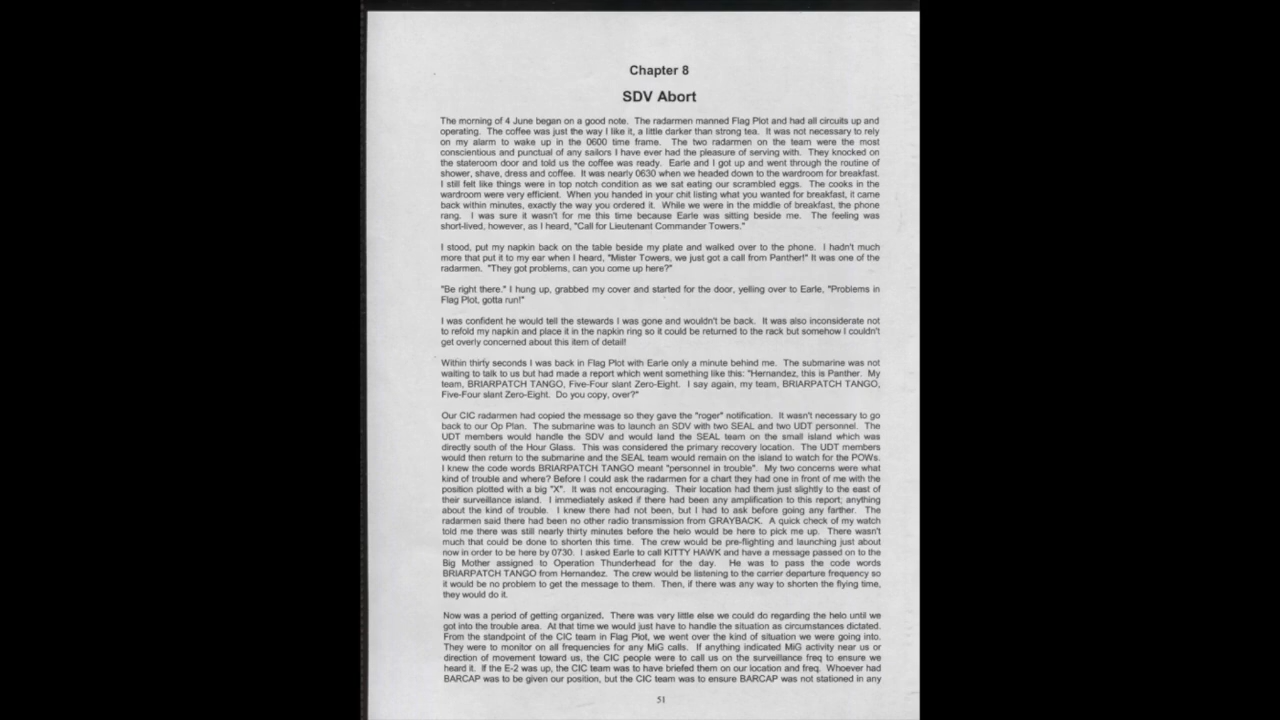 Chapter 8
SDV Abort
The morning of 4 June began on a good note. The radarmen manned Flag Plot and had all circuits up and
operating. The coffee was just the way I like it, a little darker than strong tea. It was not necessary to rely
on my alarm to wake up in the 0600 time frame. The two radarmen on the team were the most
conscientious and punctual of any sailors I have ever had the pleasure of serving with. They knocked on
the stateroom door and told us the coffee was ready. Earle and I got up and went through the routine of
shower, shave, dress and coffee. It was nearly 0630 when we headed down to the wardroom for breakfast.
I still felt like things were in top notch condition as we sat eating our scrambled eggs. The cooks in the
wardroom were very efficient. When you handed in your chit listing what you wanted for breakfast, it came
back within minutes, exactly the way you ordered it. While we were in the middle of breakfast, the phone
rang. I was sure it wasn't for me this time because Earle was sitting beside me. The feeling was
short-lived, however, as I heard, "Call for Lieutenant Commander Towers."
I stood, put my napkin back on the table beside my plate and walked over to the phone. I hadn't much
more that put it to my ear when I heard, "Mister Towers, we just got a call from Panther!" It was one of the
radarmen. "They got problems, can you come up here?"
"Be right there." I hung up, grabbed my cover and started for the door, yelling over to Earle, "Problems in
Flag Plot, gotta run!"
I was confident he would tell the stewards I was gone and wouldn't be back. It was also inconsiderate not
to refold my napkin and place it in the napkin ring so it could be returned to the rack but somehow I couldn't
get overly concerned about this item of detail!
Within thirty seconds I was back in Flag Plot with Earle only a minute behind me. The submarine was not
waiting to talk to us but had made a report which went something like this: "Hernandez, this is Panther. My
team, BRIARPATCH TANGO, Five-Four slant Zero-Eight. I say again, my team, BRIARPATCH TANGO,
Five-Four slant Zero-Eight. Do you copy, over?"
Our CIC radarmen had copied the message so they gave the "roger" notification. It wasn't necessary to go
back to our Op Plan. The submarine was to launch an SDV with two SEAL and two UDT personnel. The
UDT members would handle the SDV and would land the SEAL team on the small island which was
directly south of the Hour Glass. This was considered the primary recovery location. The UDT members
would then return to the submarine and the SEAL team would remain on the island to watch for the POWs.
I knew the code words BRIARPATCH TANGO meant "personnel in trouble". My two concerns were what
kind of trouble and where? Before I could ask the radarmen for a chart they had one in front of me with the
position plotted with a big "X". It was not encouraging. Their location had them just slightly to the east of
their surveillance island. I immediately asked if there had been any amplification to this report; anything
about the kind of trouble. I knew there had not been, but I had to ask before going any farther. The
radarmen said there had been no other radio transmission from GRAYBACK. A quick check of my watch
told me there was still nearly thirty minutes before the helo would be here to pick me up. There wasn't
much that could be done to shorten this time. The crew would be pre-flighting and launching just about
now in order to be here by 0730. I asked Earle to call KITTY HAWK and have a message passed on to the
Big Mother assigned to Operation Thunderhead for the day. He was to pass the code words
BRIARPATCH TANGO from Hernandez. The crew would be listening to the carrier departure frequency so
it would be no problem to get the message to them. Then, if there was any way to shorten the flying time,
they would do it.
Now was a period of getting organized. There was very little else we could do regarding the helo until we
got into the trouble area. At that time we would just have to handle the situation as circumstances dictated.
From the standpoint of the CIC team in Flag Plot, we went over the kind of situation we were going into.
They were to monitor on all frequencies for any MiG calls. If anything indicated MiG activity near us or
direction of movement toward us, the CIC people were to call us on the surveillance freq to ensure we
heard it. If the E-2 was up, the CIC team was to have briefed them on our location and freq. Whoever had
BARCAP was to be given our position, but the CIC team was to ensure BARCAP was not stationed in any
51